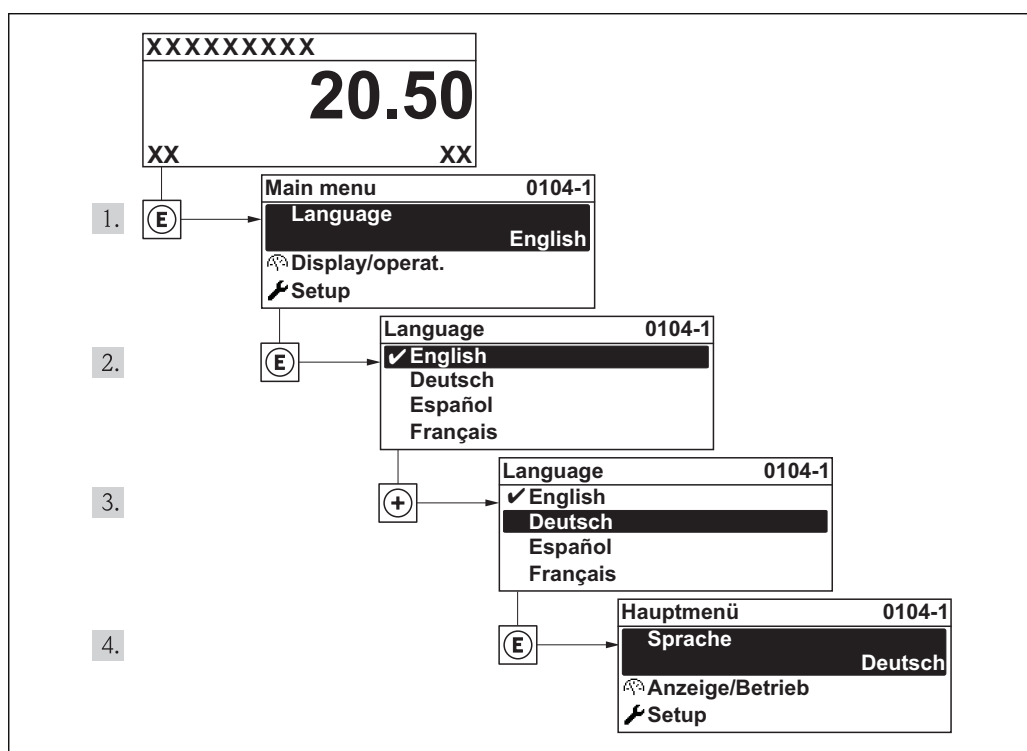 XXXXXXXXX
20.50
XX XX
1. E
Main menu 0104-1
Language
English
Display/operat.
Setup
2. E
Language 0104-1
✔ English
Deutsch
Español
Français
3. +
Language 0104-1
✔ English
Deutsch
Español
Français
4. E
Hauptmenü 0104-1
Sprache
Deutsch
Anzeige/Betrieb
Setup